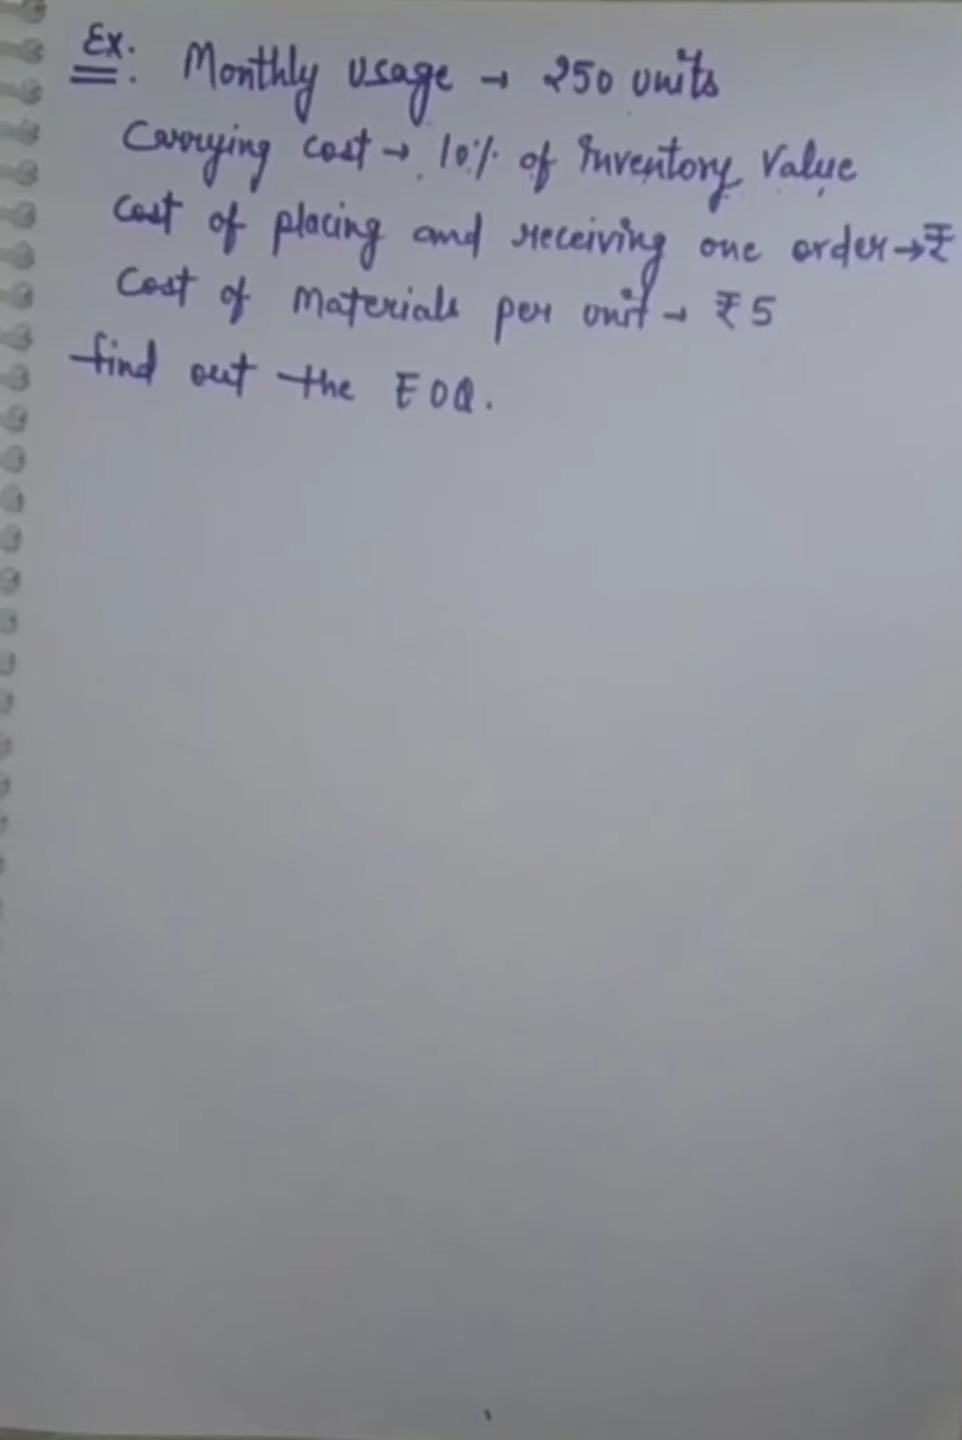 Ex:
Monthly usage → 250 units
Carrying cost → 10% of Inventory Value
Cost of placing and receiving one order → ₹
Cost of Materials per unit → ₹5
find out the EOQ.